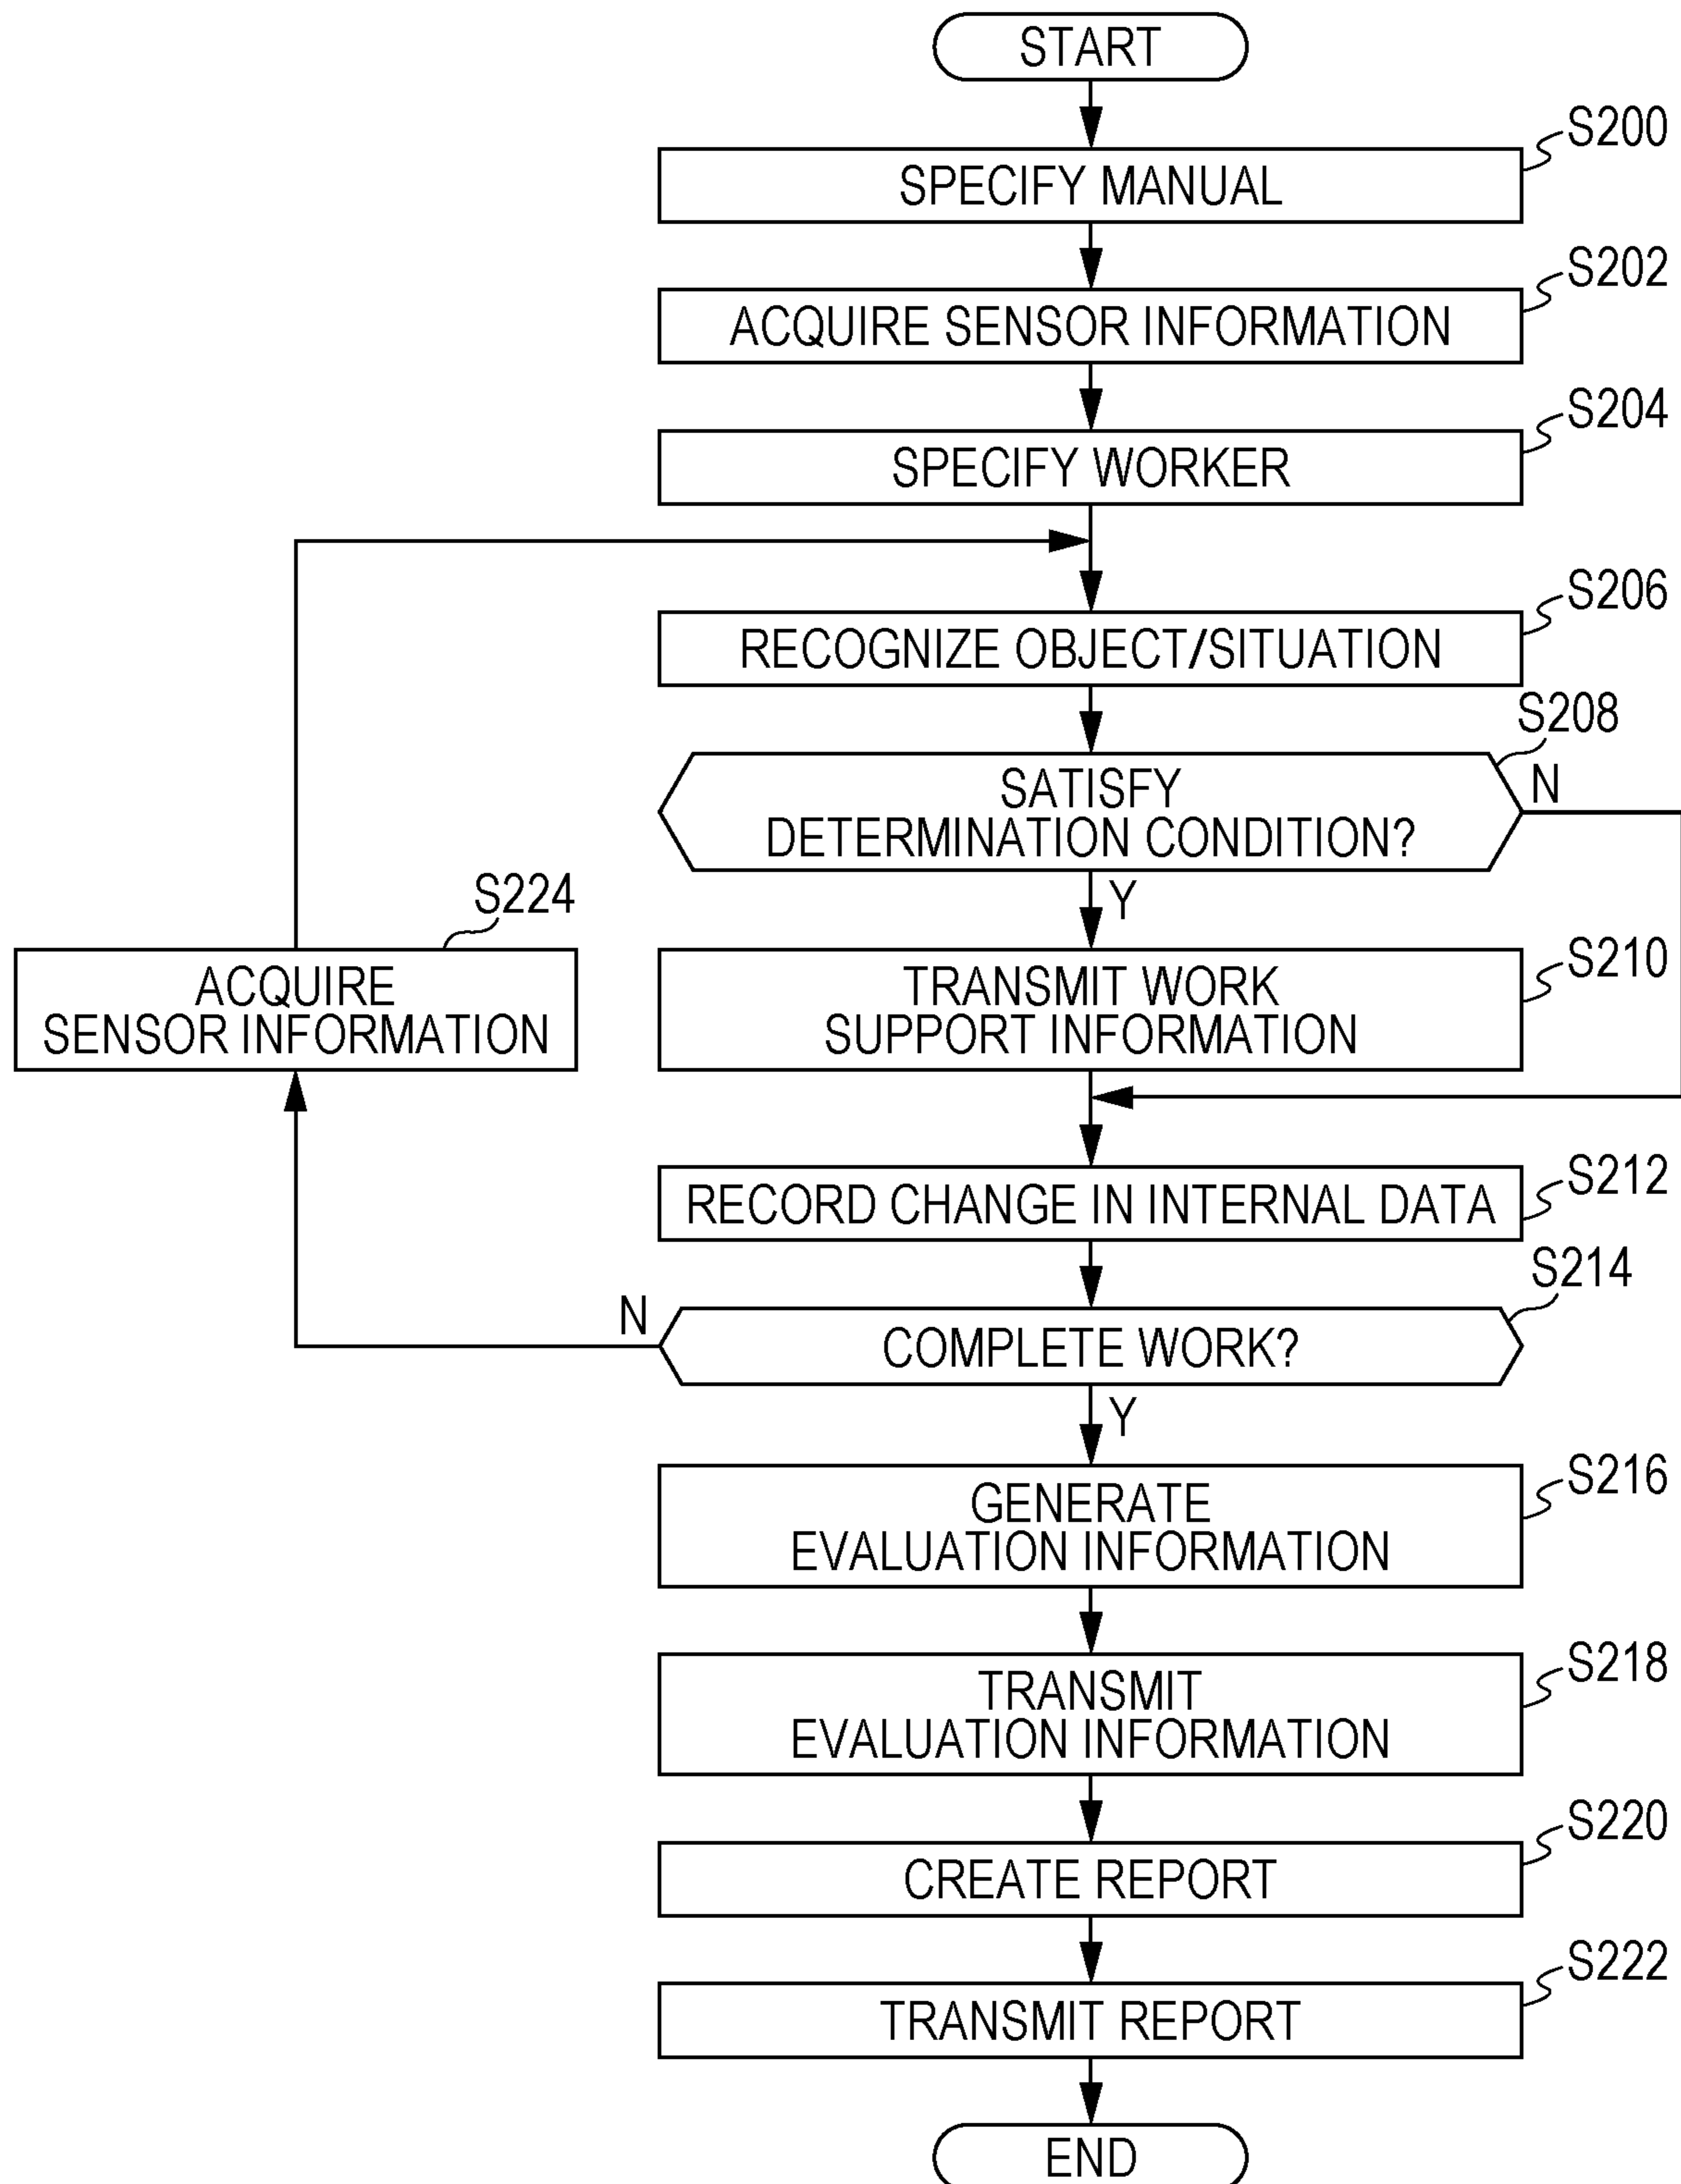 START
S200
SPECIFY MANUAL
S202
ACQUIRE SENSOR INFORMATION
S204
SPECIFY WORKER
S206
RECOGNIZE OBJECT/SITUATION
S208
SATISFY
DETERMINATION CONDITION?
N
Y
S224
ACQUIRE
SENSOR INFORMATION
S210
TRANSMIT WORK
SUPPORT INFORMATION
S212
RECORD CHANGE IN INTERNAL DATA
S214
N
COMPLETE WORK?
Y
S216
GENERATE
EVALUATION INFORMATION
S218
TRANSMIT
EVALUATION INFORMATION
S220
CREATE REPORT
S222
TRANSMIT REPORT
END